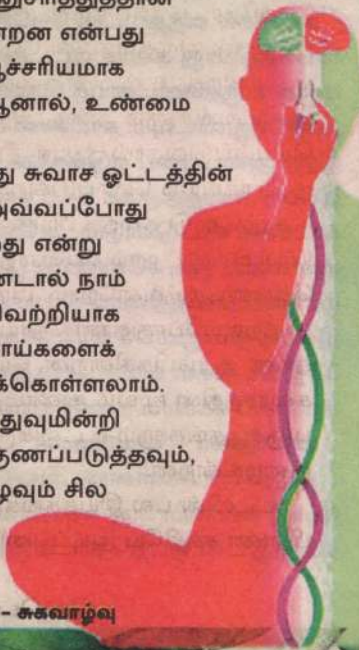 றன என்பது
ஆச்சரியமாக
ஆனால், உண்மை
து சுவாச ஓட்டத்தின்
அவ்வப்போது
து என்று
டால் நாம்
வெற்றியாக
ாய்களைக்
க்கொள்ளலாம்.
துவுமின்றி
குணப்படுத்தவும்,
ழவும் சில
- சுகவாழ்வு